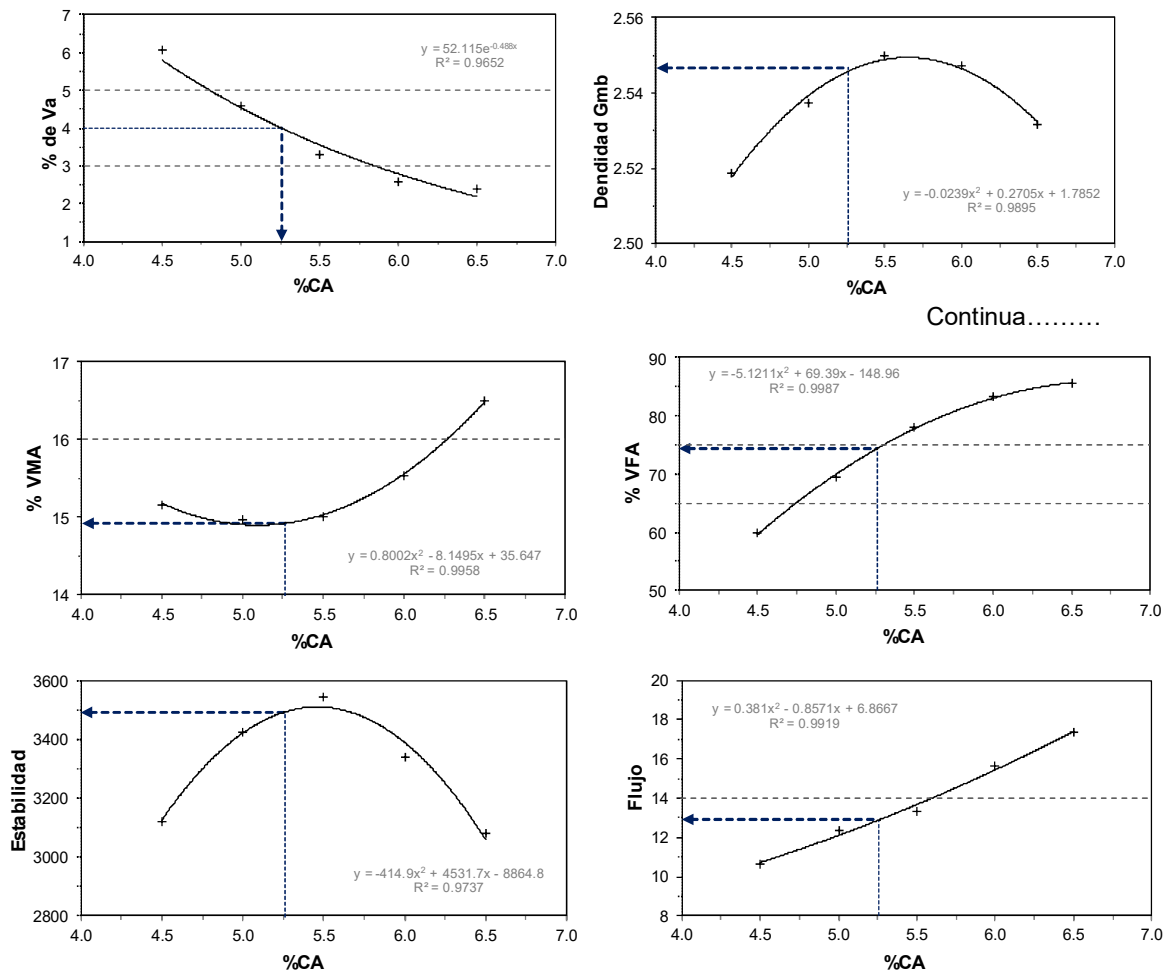 7
6
5
4
3
2
1
4.0 4.5 5.0 5.5 6.0 6.5 7.0
% de Va
%CA
y = 52.115e^-0.488x
R² = 0.9652
2.56
2.54
2.52
2.50
4.0 4.5 5.0 5.5 6.0 6.5 7.0
Dendidad Gmb
%CA
y = -0.0239x² + 0.2705x + 1.7852
R² = 0.9895
Continua.........
17
16
15
14
4.0 4.5 5.0 5.5 6.0 6.5 7.0
% VMA
%CA
y = 0.8002x² - 8.1495x + 35.647
R² = 0.9958
90
80
70
60
50
4.0 4.5 5.0 5.5 6.0 6.5 7.0
% VFA
%CA
y = -5.1211x² + 69.39x - 148.96
R² = 0.9987
3600
3400
3200
3000
2800
4.0 4.5 5.0 5.5 6.0 6.5 7.0
Estabilidad
%CA
y = -414.9x² + 4531.7x - 8864.8
R² = 0.9737
20
18
16
14
12
10
8
4.0 4.5 5.0 5.5 6.0 6.5 7.0
Flujo
%CA
y = 0.381x² - 0.8571x + 6.8667
R² = 0.9919